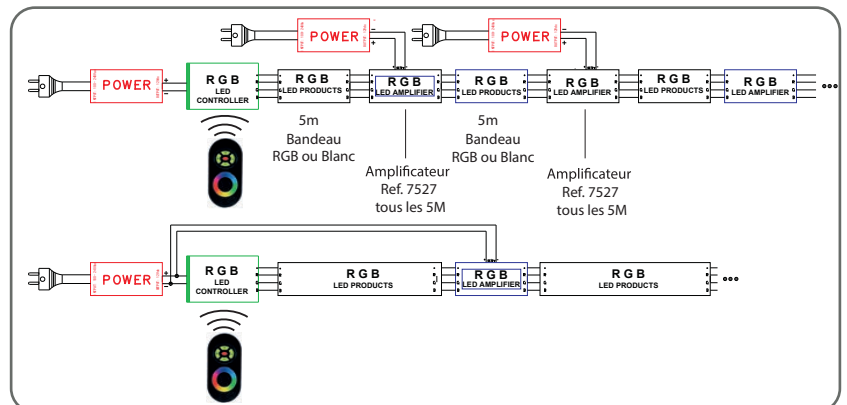 POWER
POWER
POWER
RGB
LED
CONTROLLER
RGB
LED PRODUCTS
RGB
LED AMPLIFIER
RGB
LED PRODUCTS
RGB
LED AMPLIFIER
RGB
LED PRODUCTS
RGB
LED AMPLIFIER
5m
Bandeau
RGB ou Blanc
Amplificateur
Ref. 7527
tous les 5M
5m
Bandeau
RGB ou Blanc
Amplificateur
Ref. 7527
tous les 5M
POWER
RGB
LED
CONTROLLER
RGB
LED PRODUCTS
RGB
LED AMPLIFIER
RGB
LED PRODUCTS